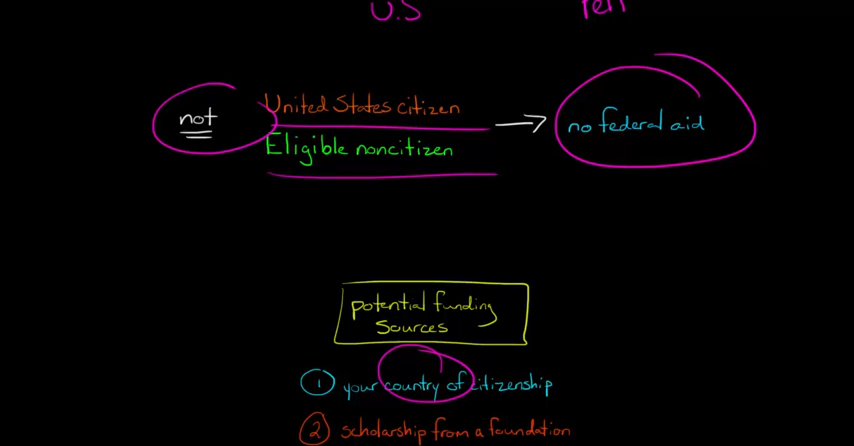 U.S
not
United States citizen
Eligible noncitizen
no federal aid
potential funding
sources
1 your country of citizenship
2 scholarship from a foundation